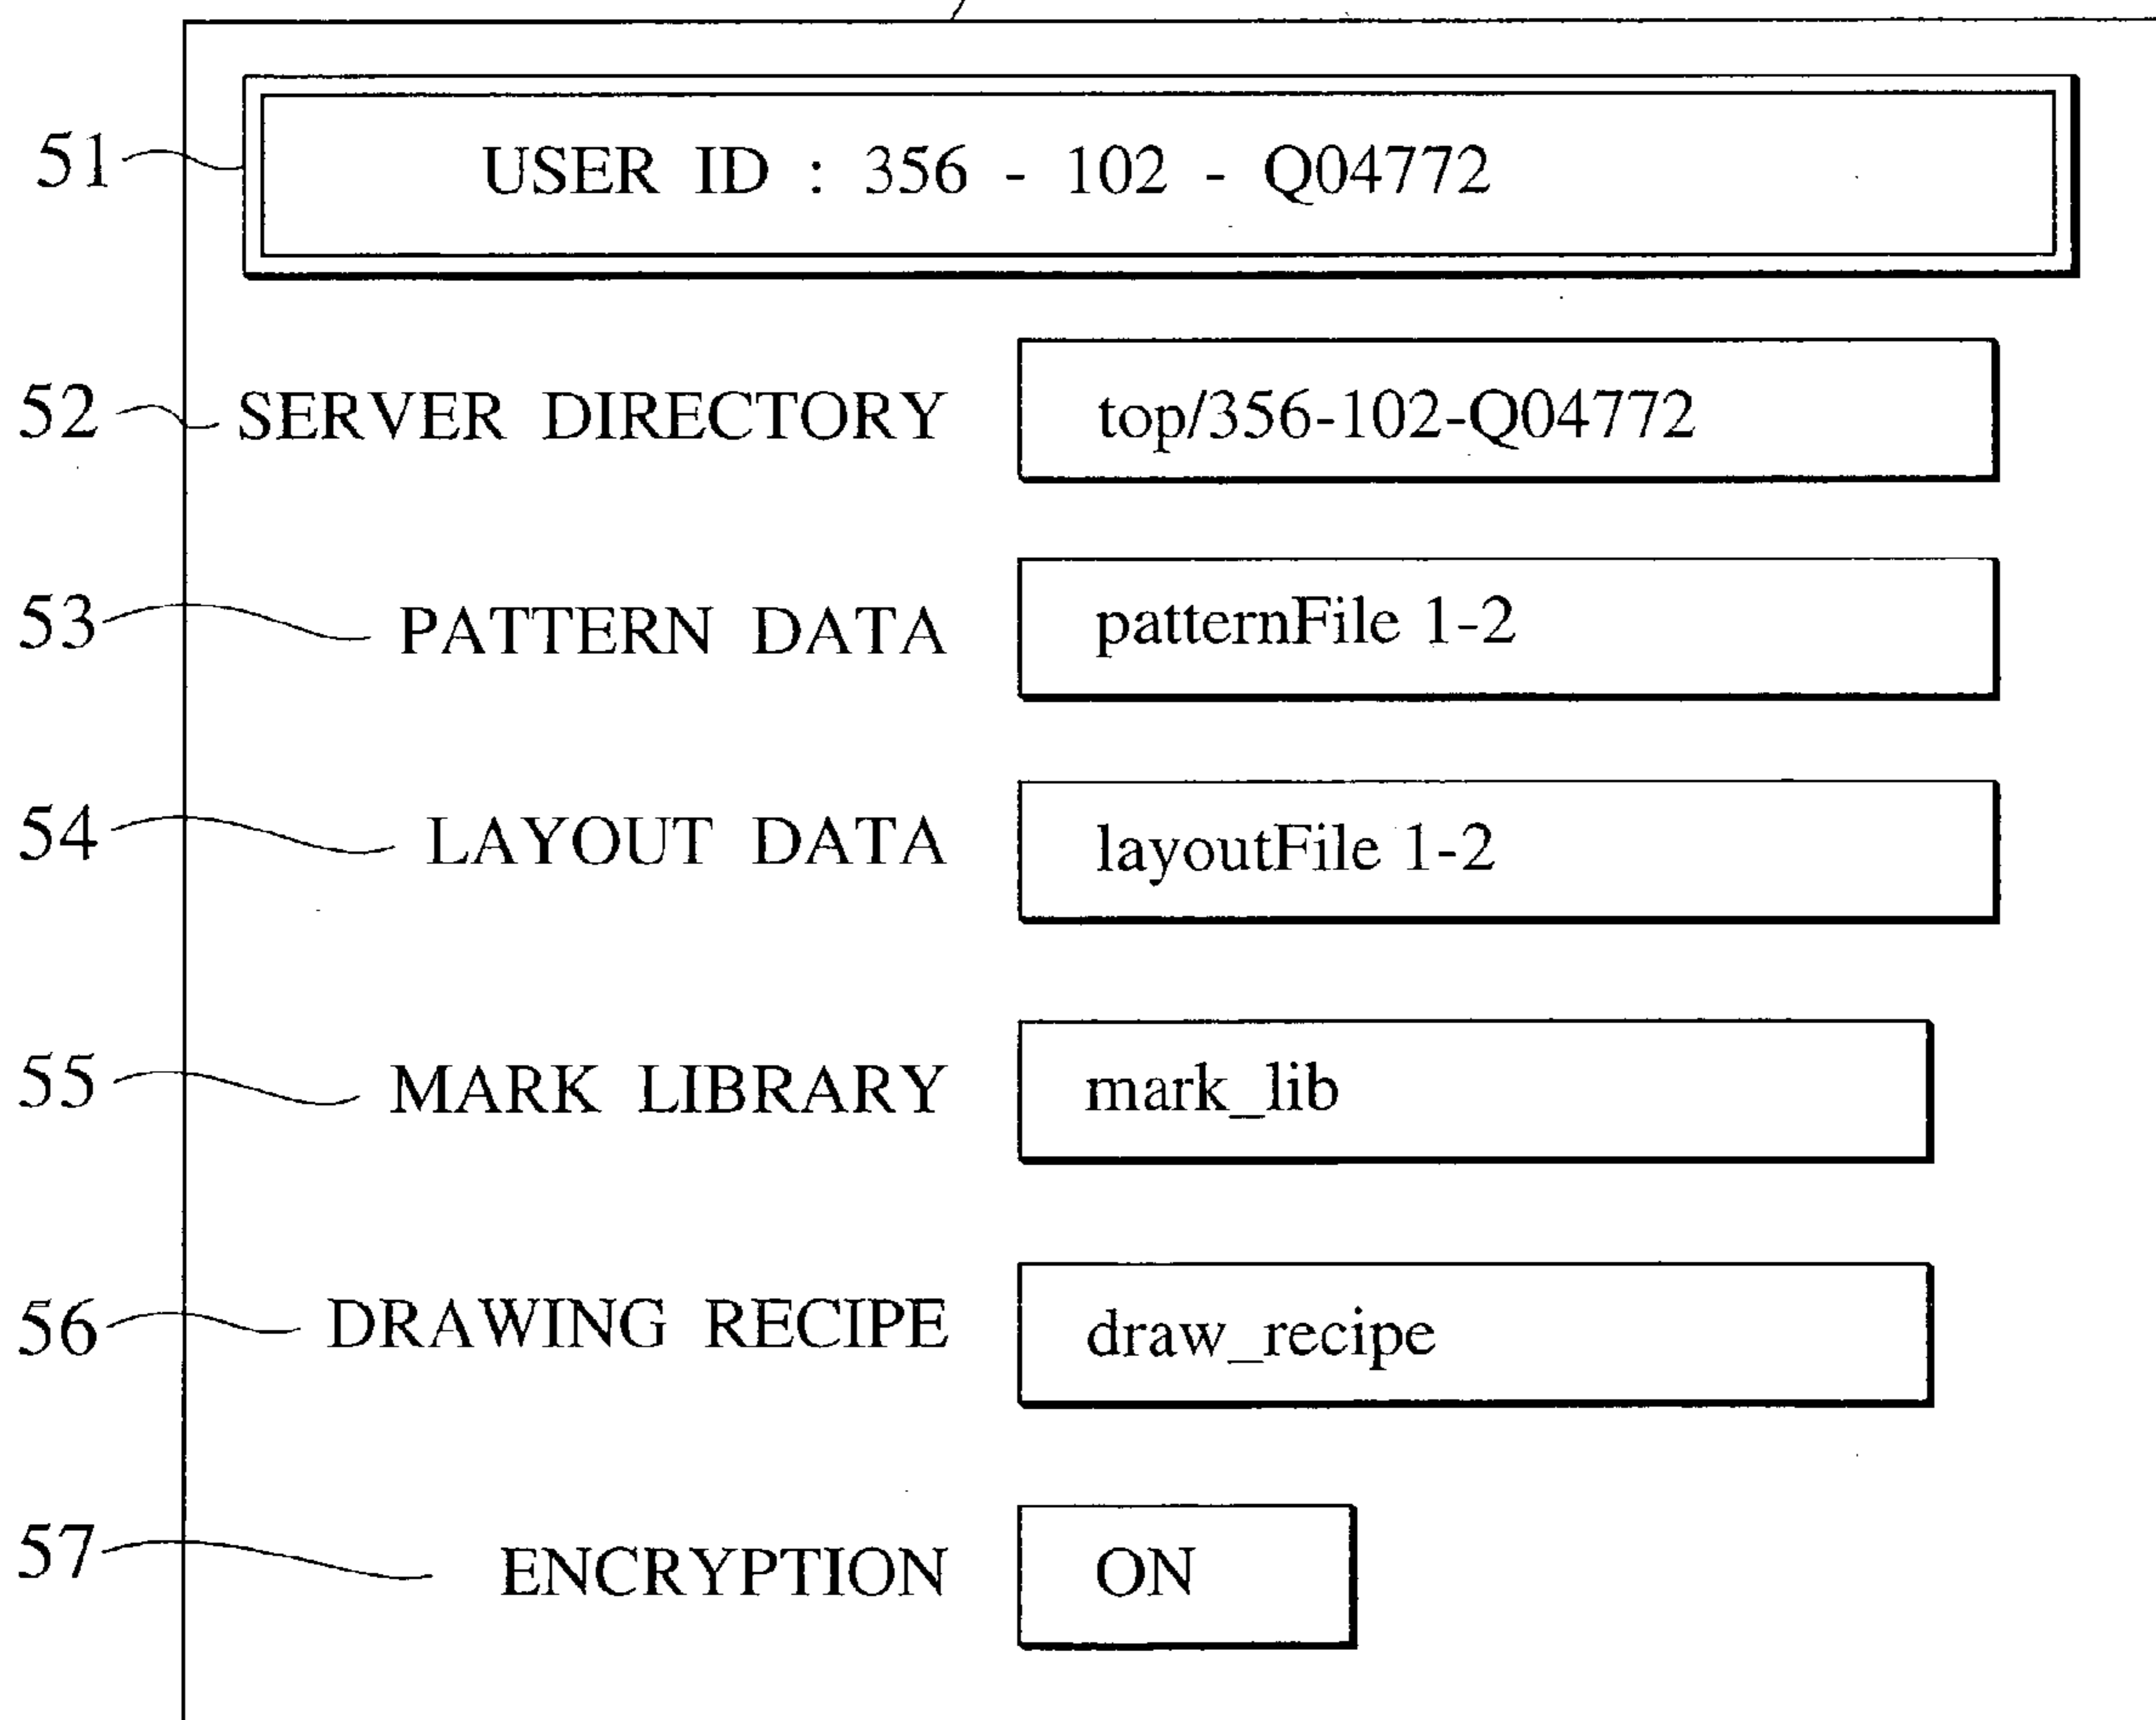 51 USER ID : 356 - 102 - Q04772
52 SERVER DIRECTORY top/356-102-Q04772
53 PATTERN DATA patternFile 1-2
54 LAYOUT DATA layoutFile 1-2
55 MARK LIBRARY mark_lib
56 DRAWING RECIPE draw_recipe
57 ENCRYPTION ON